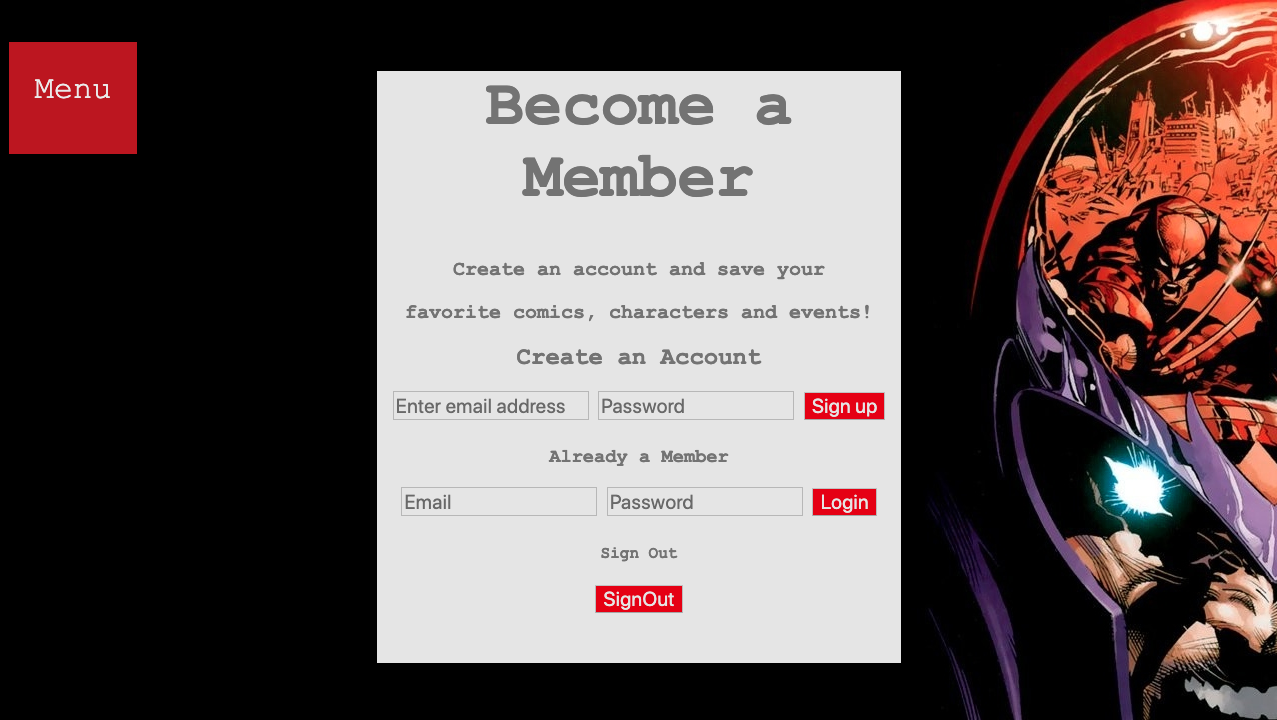 Menu
Become a
Member
Create an account and save your
favorite comics, characters and events!
Create an Account
Enter email address Password Sign up
Already a Member
Email Password Login
Sign Out
SignOut